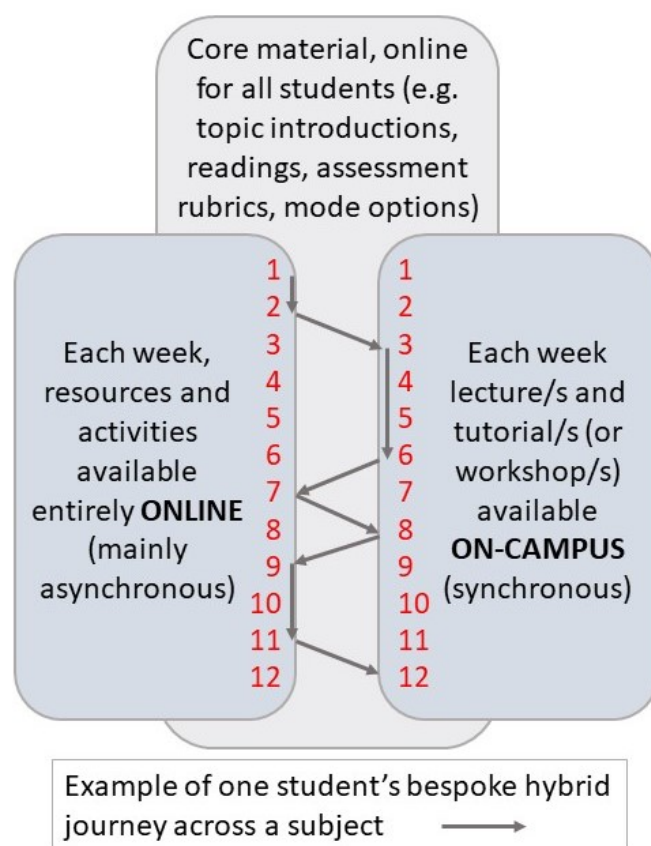 Core material, online
for all students (e.g.
topic introductions,
readings, assessment
rubrics, mode options)
Each week,
resources and
activities
available
entirely ONLINE
(mainly
asynchronous)
1
2
3
4
5
6
7
8
9
10
11
12
1
2
3
4
5
6
7
8
9
10
11
12
Each week
lecture/s and
tutorial/s (or
workshop/s)
available
ON-CAMPUS
(synchronous)
Example of one student's bespoke hybrid
journey across a subject